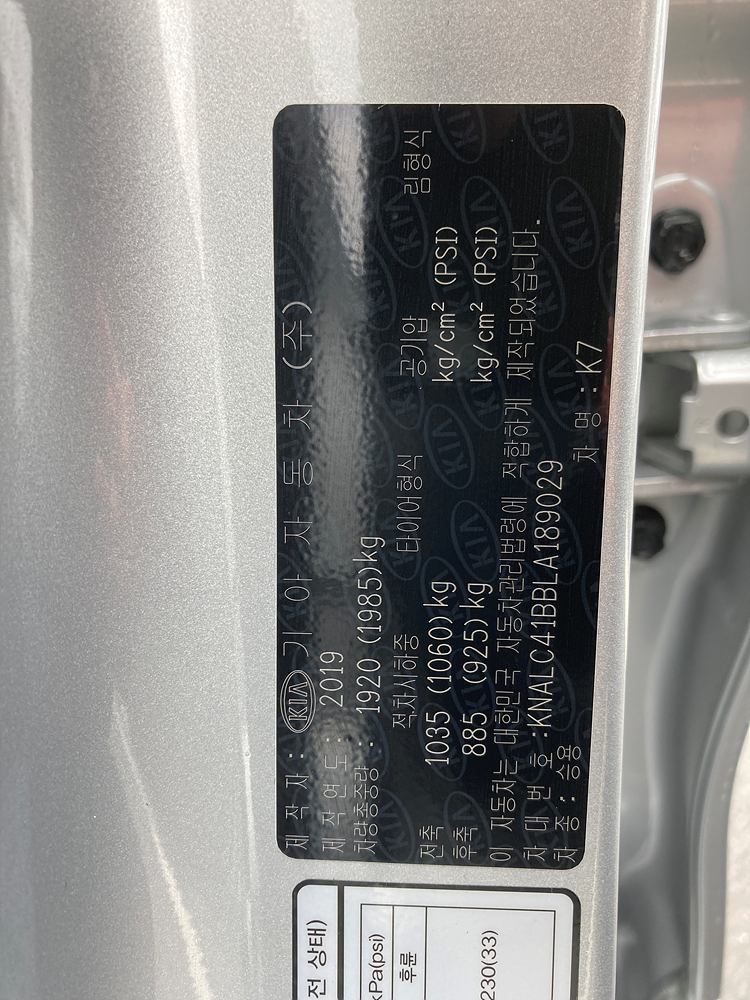 제 작 자 : KIA 기 아 자 동 차 (주)
제 작 연 도 : 2019
차량총중량 : 1920 (1985)kg
적차시하중 타이어형식 공기압 림형식
전축 1035 (1060)kg kg/cm² (PSI)
후축 885 (925)kg kg/cm² (PSI)
이 자동차는 대한민국 자동차관리법령에 적합하게 제작되었습니다.
차 대 번 호 :KNALC41BBLA189029
차 종 : 승용 차 명 :K7
전 상태)
kPa(psi)
후륜
230(33)